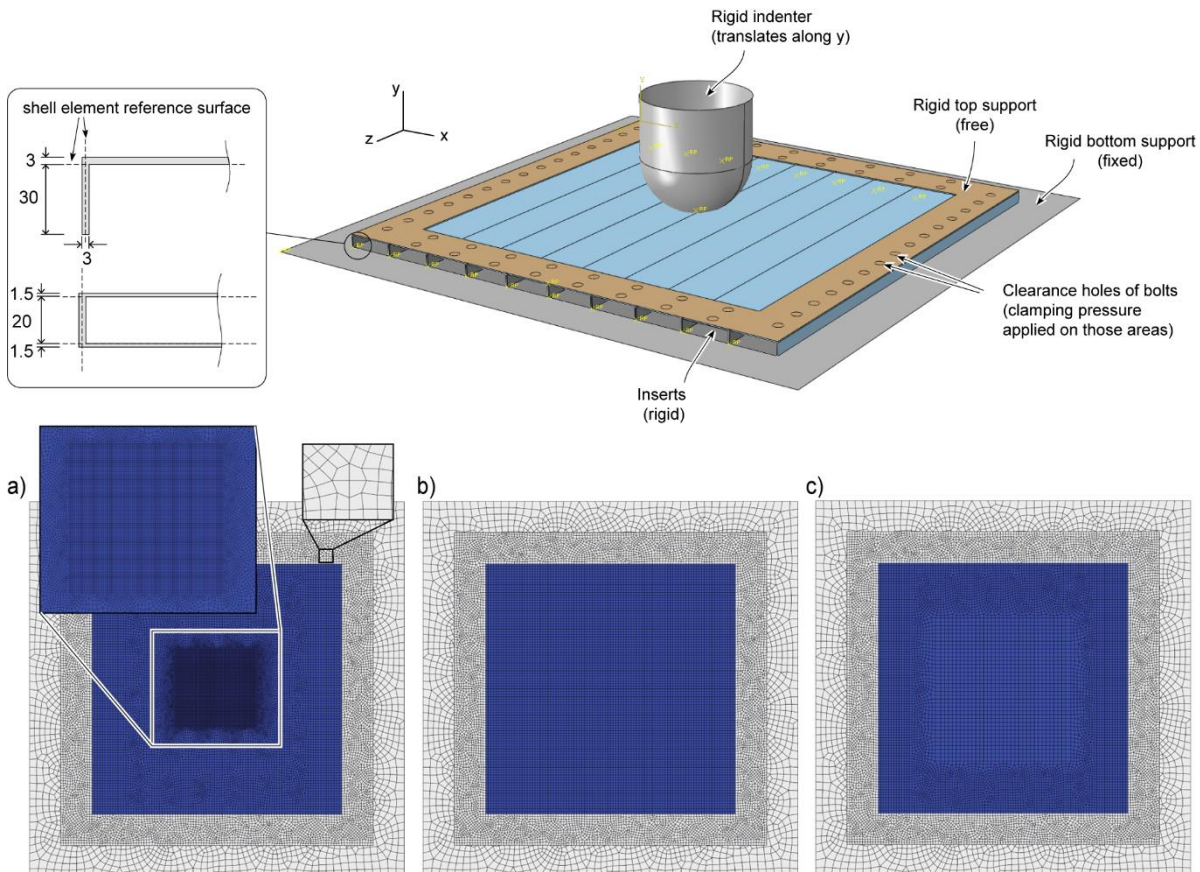 Rigid indenter
(translates along y)
shell element reference surface
3
30
3
1.5
20
1.5
y
z
x
Y
Rigid top support
(free)
Rigid bottom support
(fixed)
Clearance holes of bolts
(clamping pressure
applied on those areas)
Inserts
(rigid)
a)
b)
c)